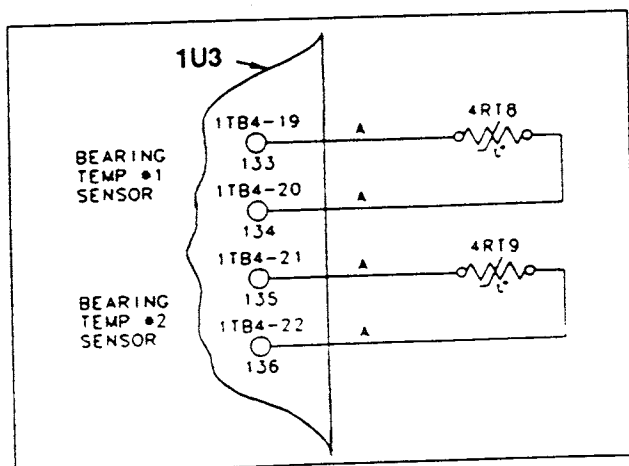 1U3
1TB4-19
133
A
4RT8
t°
BEARING
TEMP #1
SENSOR
1TB4-20
134
A
1TB4-21
135
A
4RT9
t°
BEARING
TEMP #2
SENSOR
1TB4-22
136
A